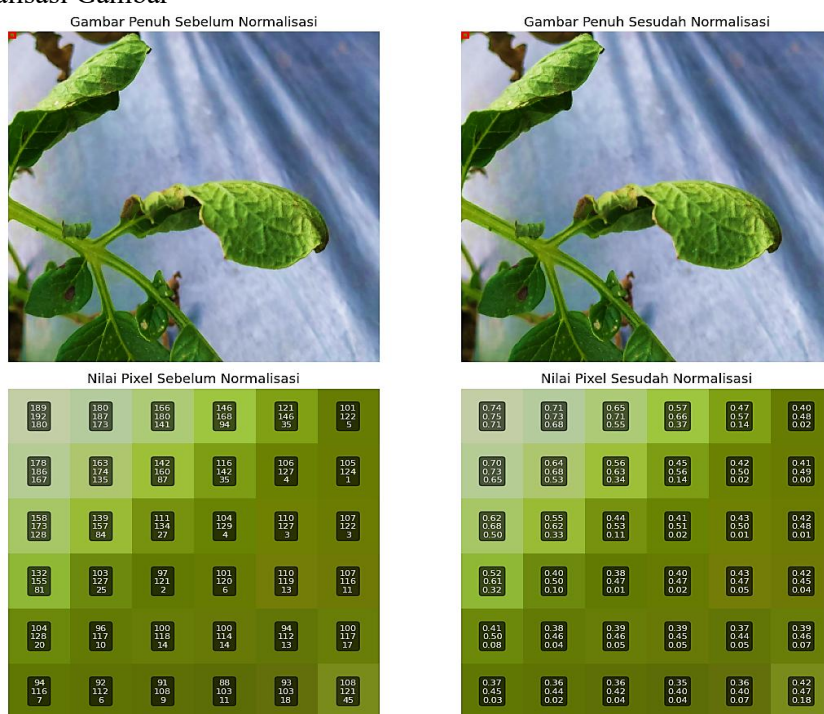 Gambar Penuh Sebelum Normalisasi
Gambar Penuh Sesudah Normalisasi
Nilai Pixel Sebelum Normalisasi
189 180 166 146 121 101
192 187 180 168 146 122
180 173 141 94 35 5
178 163 142 116 106 105
186 174 160 142 127 124
167 135 87 35 4 1
158 139 111 104 110 107
173 157 134 129 127 122
128 84 27 4 3 3
132 103 97 101 110 107
155 127 121 120 119 116
81 25 2 6 13 11
104 96 100 100 94 100
128 117 118 114 112 117
20 10 14 14 13 17
94 92 91 88 93 108
116 112 108 103 103 121
7 6 9 11 18 45
Nilai Pixel Sesudah Normalisasi
0.74 0.71 0.65 0.57 0.47 0.40
0.75 0.73 0.71 0.66 0.57 0.48
0.71 0.68 0.55 0.37 0.14 0.02
0.70 0.64 0.56 0.45 0.42 0.41
0.73 0.68 0.63 0.56 0.50 0.49
0.65 0.53 0.34 0.14 0.02 0.00
0.62 0.55 0.44 0.41 0.43 0.42
0.68 0.62 0.53 0.51 0.50 0.48
0.50 0.33 0.11 0.02 0.01 0.01
0.52 0.40 0.38 0.40 0.43 0.42
0.61 0.50 0.47 0.47 0.47 0.45
0.32 0.10 0.01 0.02 0.05 0.04
0.41 0.38 0.39 0.39 0.37 0.39
0.50 0.46 0.46 0.45 0.44 0.46
0.08 0.04 0.05 0.05 0.05 0.07
0.37 0.36 0.36 0.35 0.36 0.42
0.45 0.44 0.42 0.40 0.40 0.47
0.03 0.02 0.04 0.04 0.07 0.18